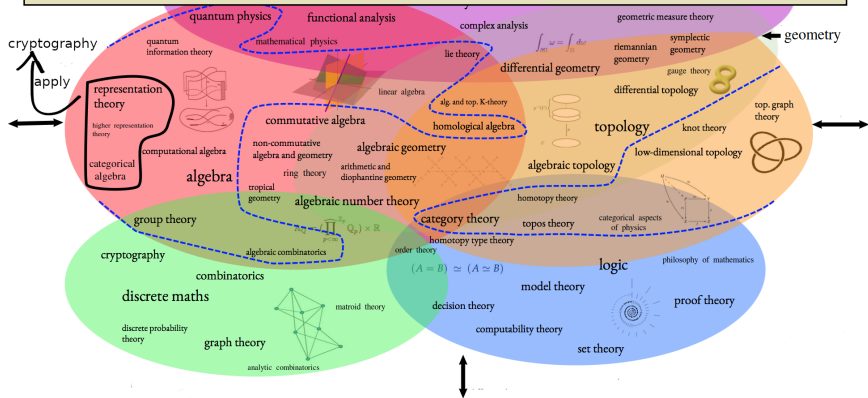 quantum physics
functional analysis
geometric measure theory
complex analysis
cryptography
quantum
information theory
mathematical physics
lie theory
riemannian
geometry
symplectic
geometry
geometry
differential geometry
gauge theory
apply
representation
theory
linear algebra
alg. and top. K-theory
differential topology
top. graph
theory
higher representation
theory
commutative algebra
homological algebra
topology
knot theory
computational algebra
non-commutative
algebra and geometry
algebraic geometry
low-dimensional topology
categorical
algebra
algebra
ring theory
arithmetic and
diophantine geometry
algebraic topology
tropical
geometry
algebraic number theory
homotopy theory
group theory
category theory
topos theory
categorical aspects
of physics
cryptography
algebraic combinatorics
order theory
homotopy type theory
combinatorics
(A = B) ≃ (A ≃ B)
logic
philosophy of mathematics
discrete maths
model theory
matroid theory
decision theory
proof theory
discrete probability
theory
graph theory
computability theory
set theory
analytic combinatorics